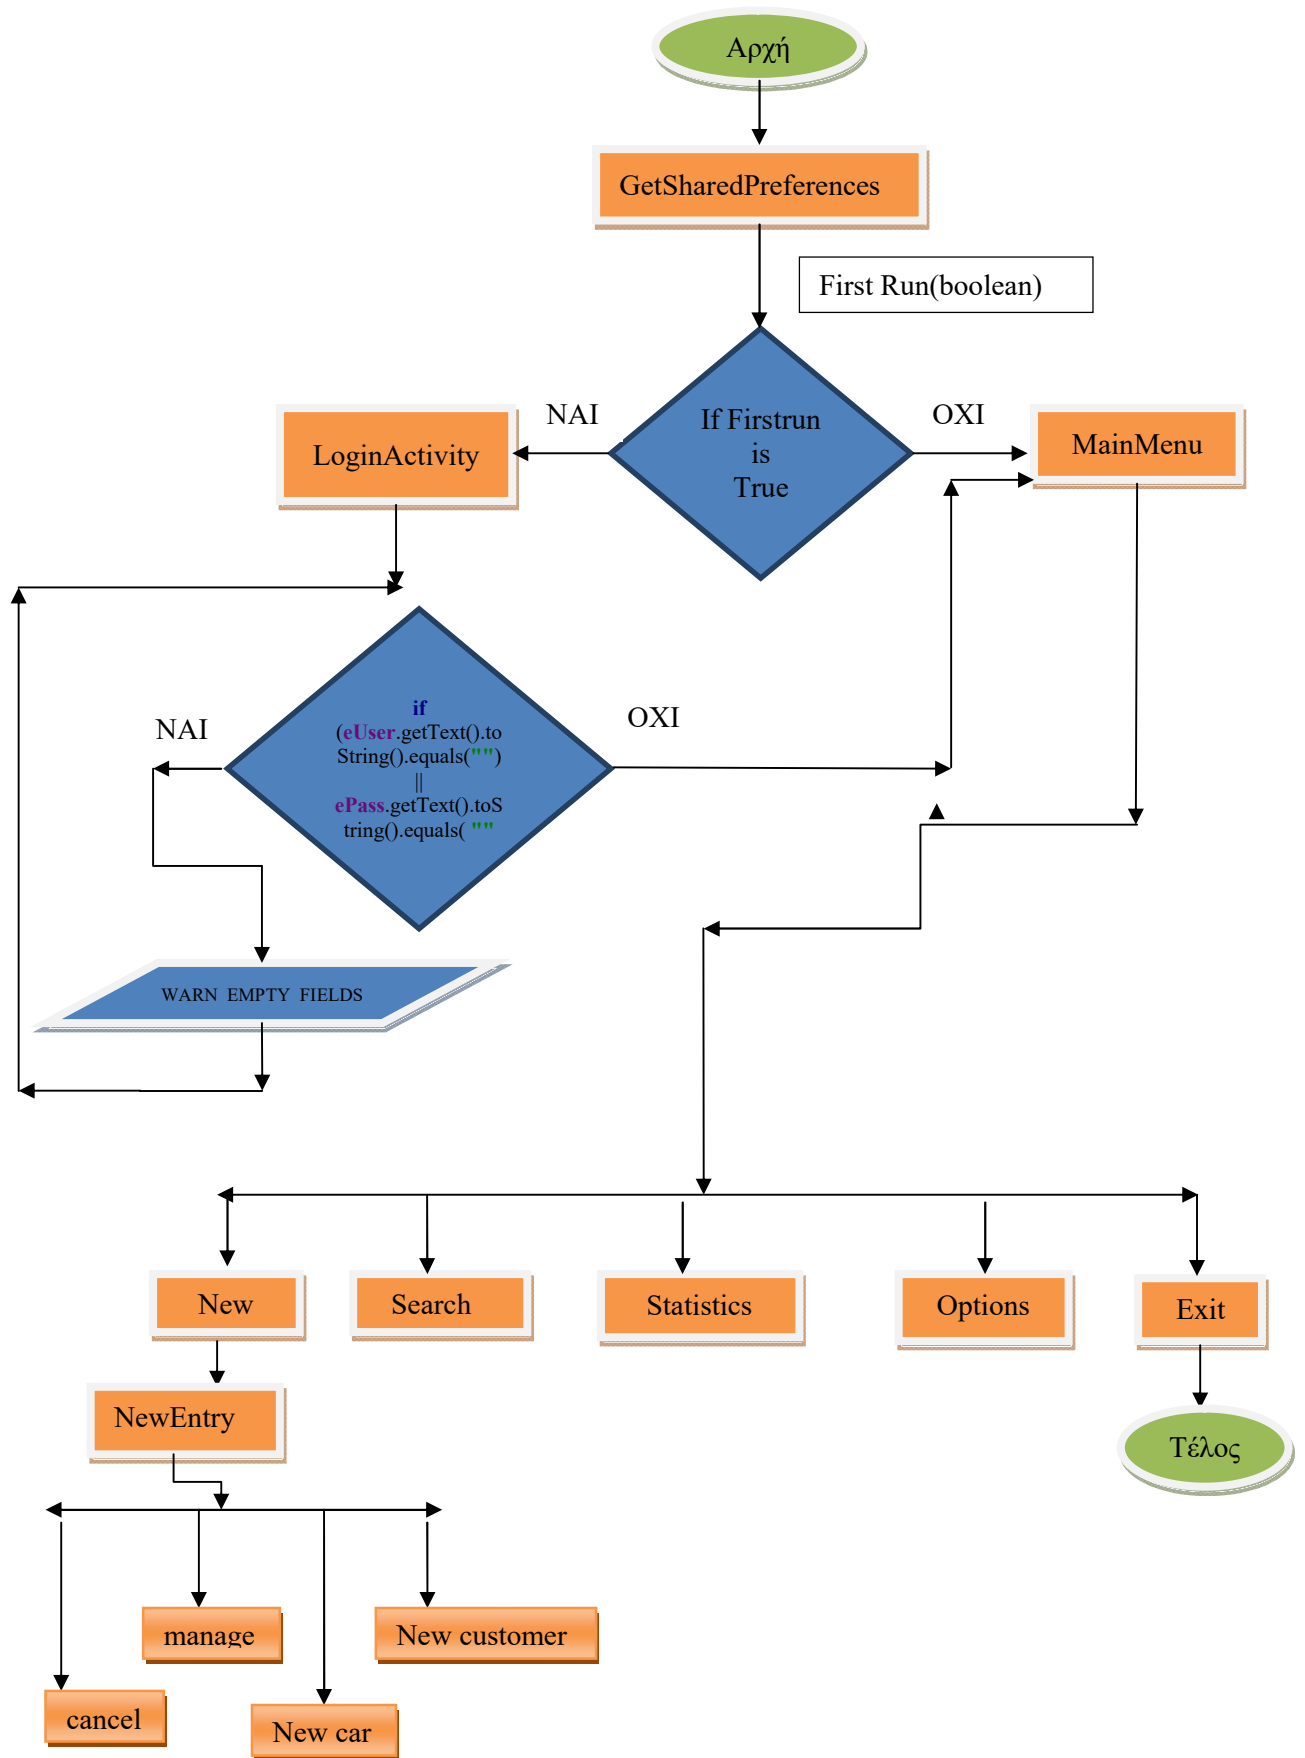 Αρχή
GetSharedPreferences
First Run(boolean)
NAI
If Firstrun
is
True
OXI
LoginActivity
MainMenu
NAI
if
(eUser.getText().to
String().equals("")
||
ePass.getText().toS
tring().equals( ""
OXI
WARN EMPTY FIELDS
New
Search
Statistics
Options
Exit
NewEntry
Τέλος
manage
New customer
cancel
New car